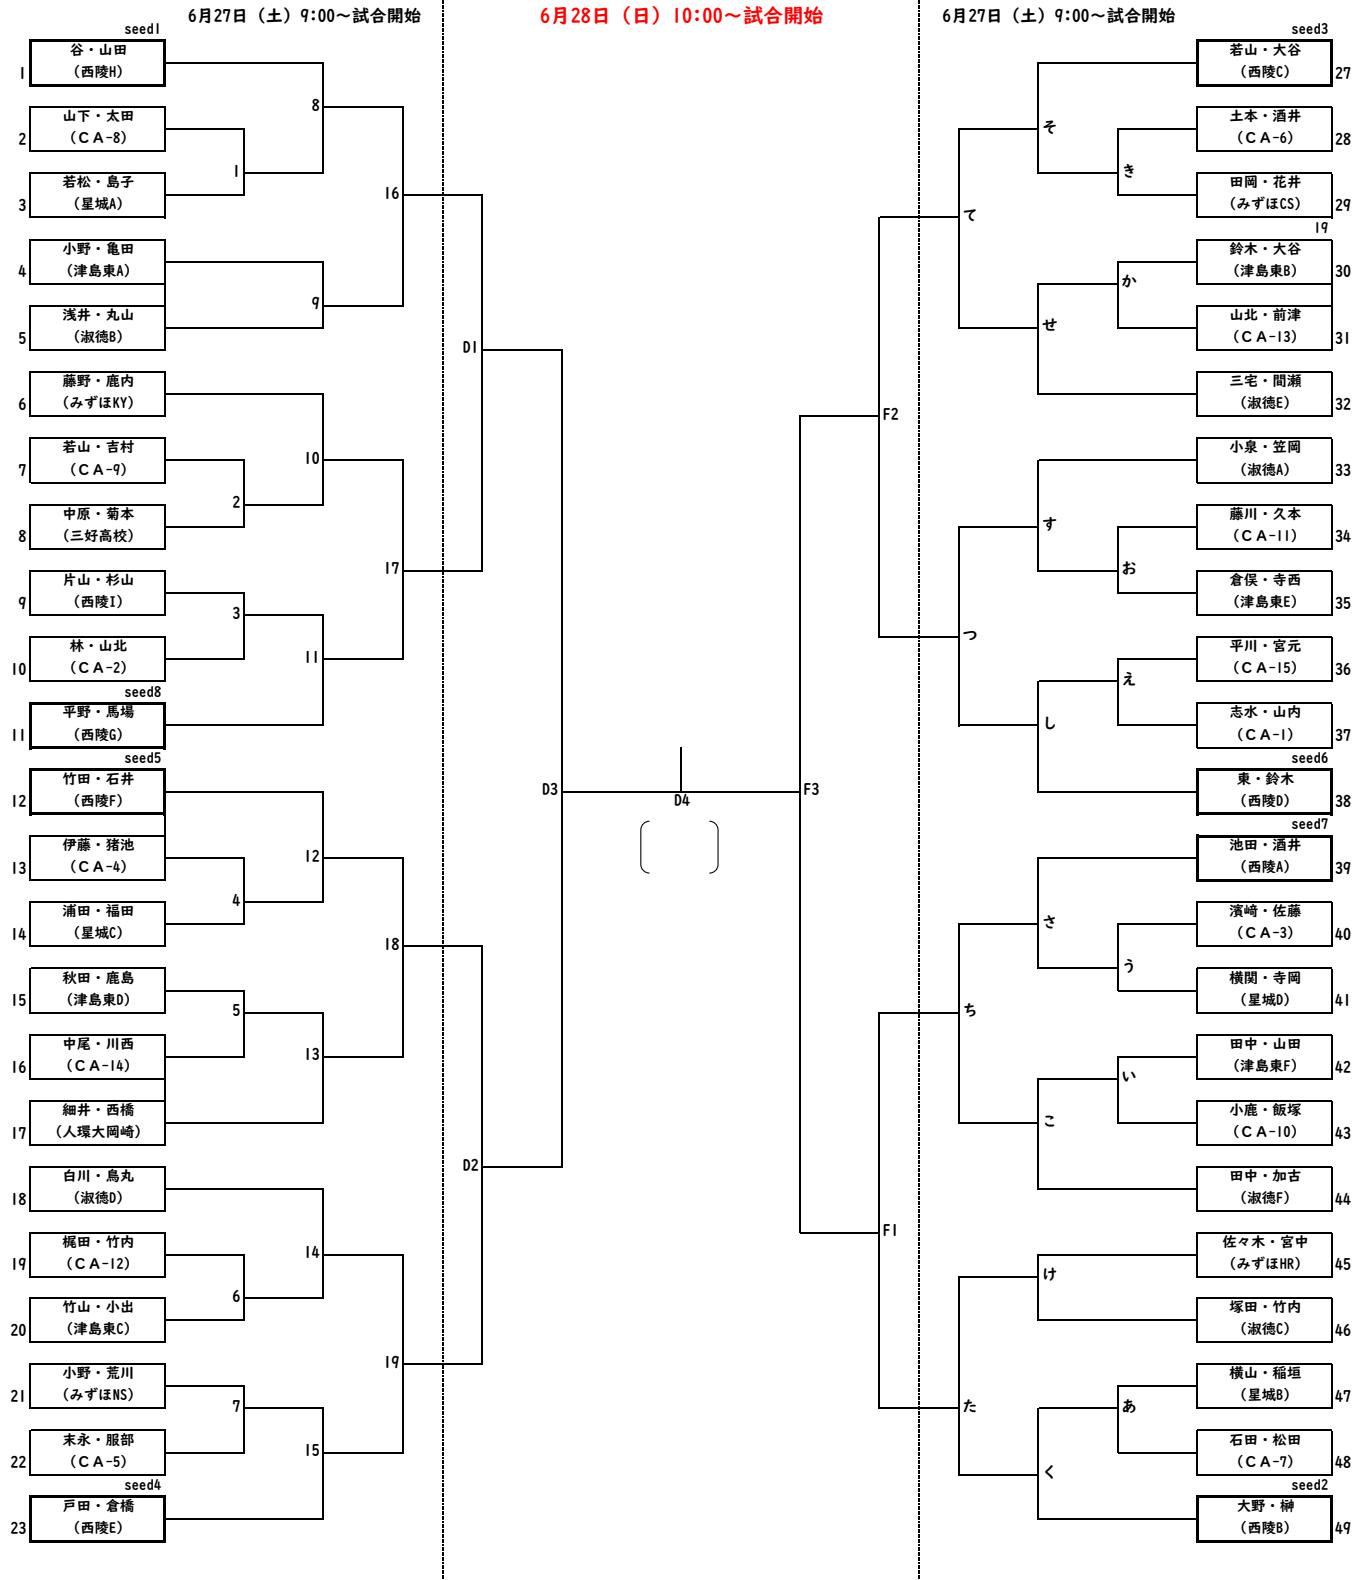 6月27日（土）9:00～試合開始
6月28日（日）10:00～試合開始
6月27日（土）9:00～試合開始
seed1
1
谷・山田
（西陵H）
2
山下・太田
（ＣＡ-8）
3
若松・島子
（星城A）
4
小野・亀田
（津島東A）
5
浅井・丸山
（淑徳B）
6
藤野・鹿内
（みずほKY）
7
若山・吉村
（ＣＡ-9）
8
中原・菊本
（三好高校）
9
片山・杉山
（西陵I）
10
林・山北
（ＣＡ-2）
seed8
11
平野・馬場
（西陵G）
seed5
12
竹田・石井
（西陵F）
13
伊藤・猪池
（ＣＡ-4）
14
浦田・福田
（星城C）
15
秋田・鹿島
（津島東D）
16
中尾・川西
（ＣＡ-14）
17
細井・西橋
（人環大岡崎）
18
白川・鳥丸
（淑徳D）
19
梶田・竹内
（ＣＡ-12）
20
竹山・小出
（津島東C）
21
小野・荒川
（みずほNS）
22
末永・服部
（ＣＡ-5）
seed4
23
戸田・倉橋
（西陵E）
1
2
3
4
5
6
7
8
9
10
11
12
13
14
15
16
17
18
19
D1
D2
D3
D4
F3
F2
F1
て
つ
ち
た
そ
せ
す
し
さ
こ
け
く
き
か
お
え
う
い
あ
seed3
若山・大谷
（西陵C）
27
土本・酒井
（ＣＡ-6）
28
田岡・花井
（みずほCS）
29
19
鈴木・大谷
（津島東B）
30
山北・前津
（ＣＡ-13）
31
三宅・間瀬
（淑徳E）
32
小泉・笠岡
（淑徳A）
33
藤川・久本
（ＣＡ-11）
34
倉俣・寺西
（津島東E）
35
平川・宮元
（ＣＡ-15）
36
志水・山内
（ＣＡ-1）
37
seed6
東・鈴木
（西陵D）
38
seed7
池田・酒井
（西陵A）
39
濱﨑・佐藤
（ＣＡ-3）
40
横関・寺岡
（星城D）
41
田中・山田
（津島東F）
42
小鹿・飯塚
（ＣＡ-10）
43
田中・加古
（淑徳F）
44
佐々木・宮中
（みずほHR）
45
塚田・竹内
（淑徳C）
46
横山・稲垣
（星城B）
47
石田・松田
（ＣＡ-7）
48
seed2
大野・榊
（西陵B）
49